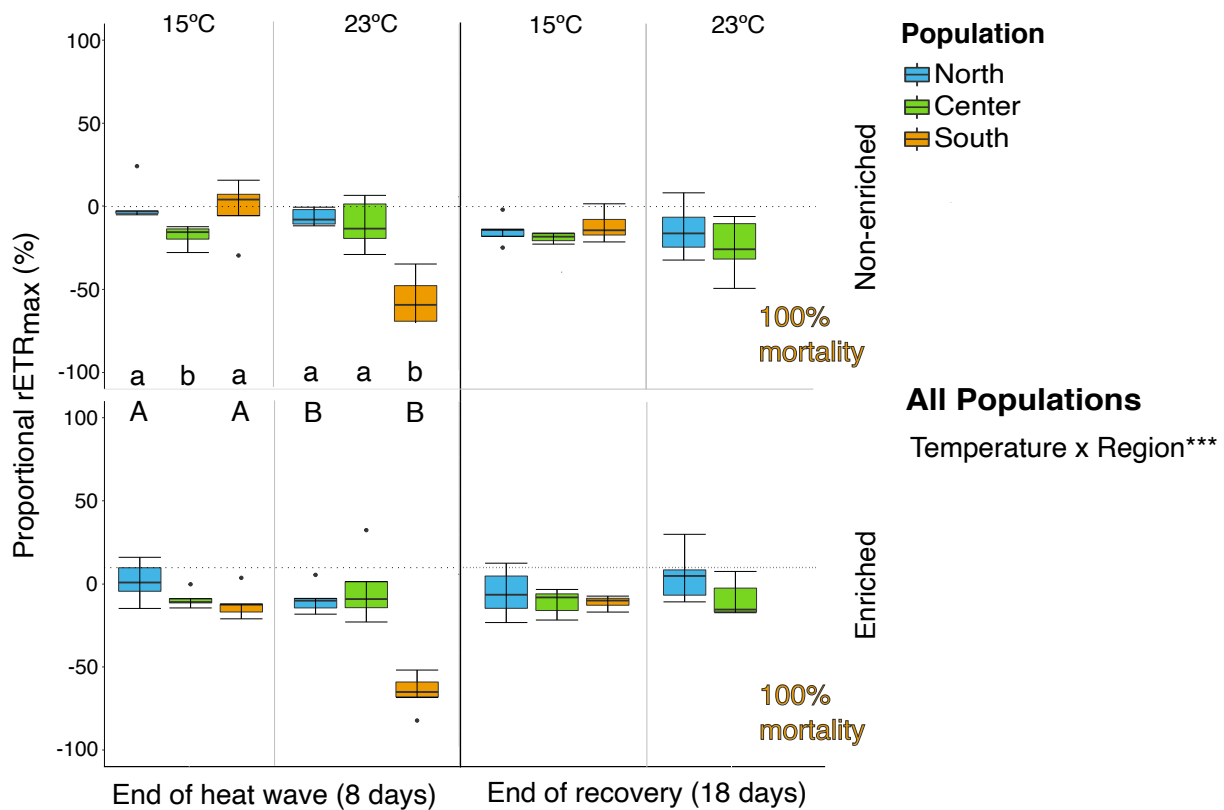 15ºC
23ºC
15ºC
23ºC
Population
North
Center
South
100
50
0
-50
-100
Non-enriched
100%
mortality
a b a a a b
A A B B
Proportional rETRmax (%)
All Populations
Temperature x Region***
100
50
0
-50
-100
Enriched
100%
mortality
End of heat wave (8 days)
End of recovery (18 days)